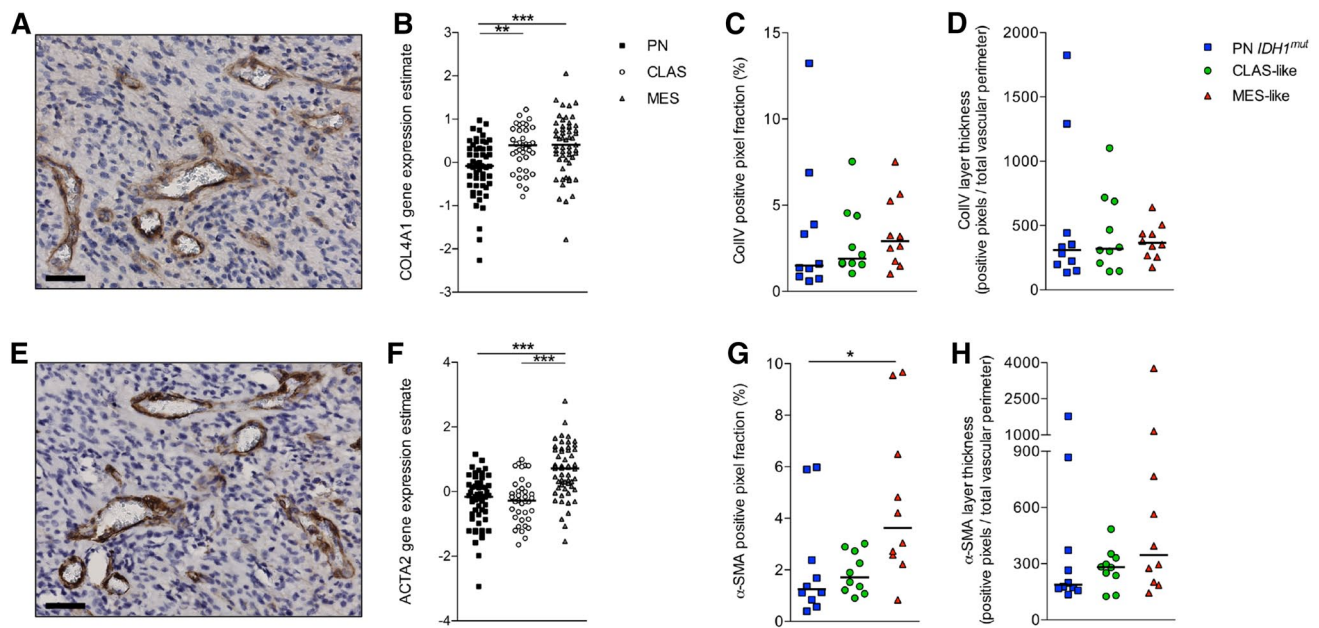 A
B
***
**
3
2
1
0
-1
-2
-3
COL4A1 gene expression estimate
PN
CLAS
MES
C
15
10
5
0
ColIV positive pixel fraction (%)
D
2000
1500
1000
500
0
ColIV layer thickness
(positive pixels / total vascular perimeter)
PN IDH1mut
CLAS-like
MES-like
E
F
***
***
4
2
0
-2
-4
ACTA2 gene expression estimate
G
*
10
8
6
4
2
0
α-SMA positive pixel fraction (%)
H
4000
2500
1000
900
600
300
0
α-SMA layer thickness
(positive pixels / total vascular perimeter)